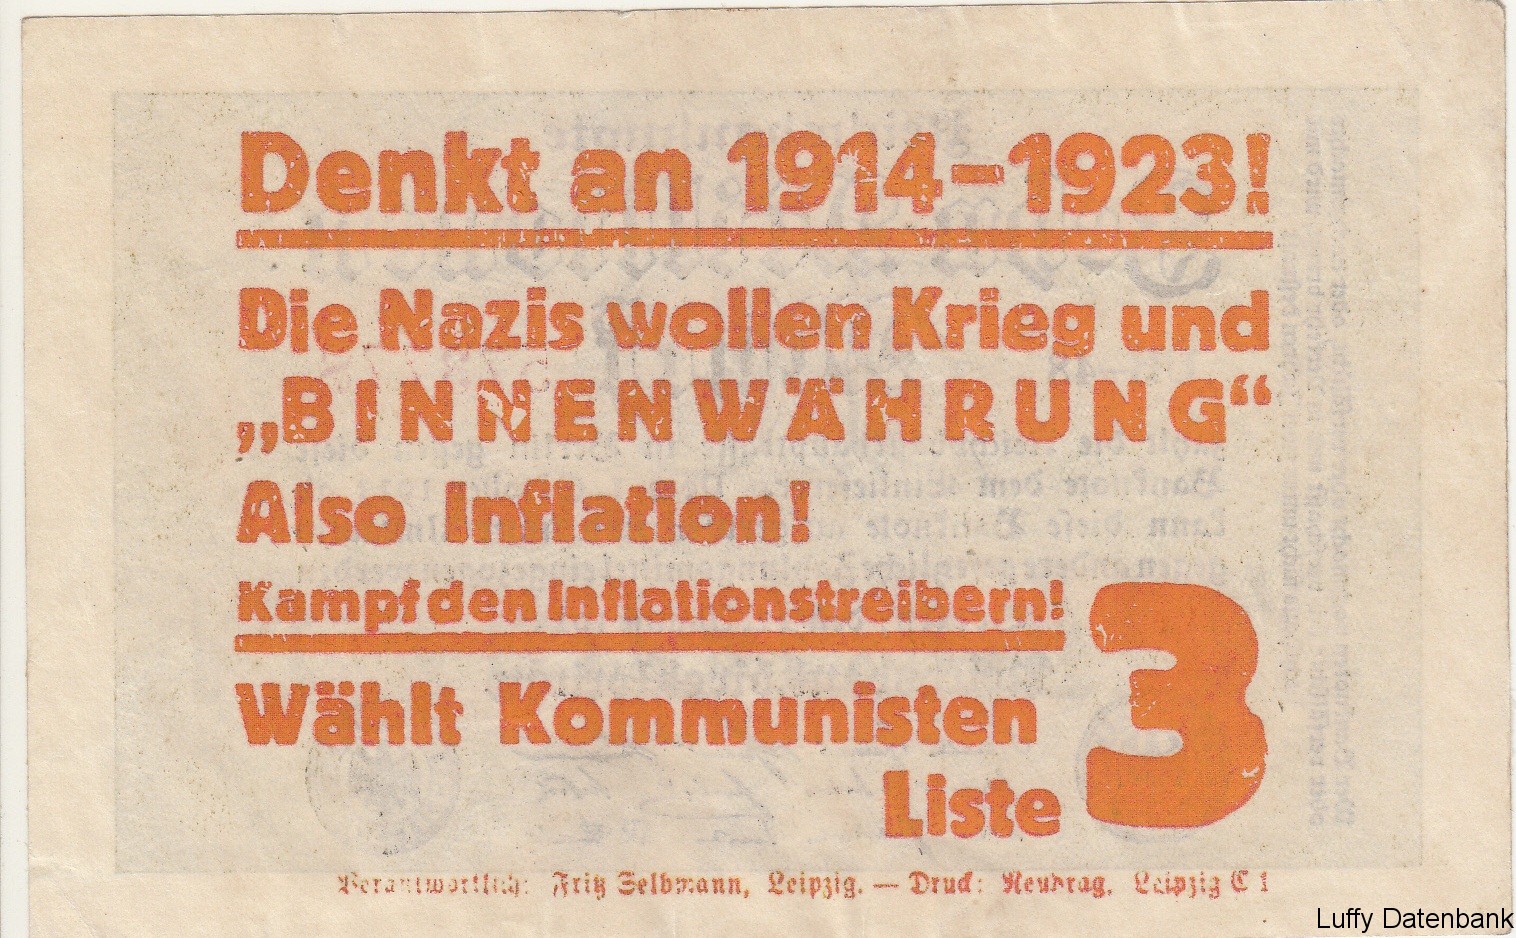 Denkt an 1914–1923!
Die Nazis wollen Krieg und
„BINNENWÄHRUNG“
Also Inflation!
Kampf den Inflationstreibern!
Wählt Kommunisten
Liste 3
Verantwortlich: Fritz Selbmann, Leipzig. — Druck: Neudrag, Leipzig C 1
Luffy Datenbank